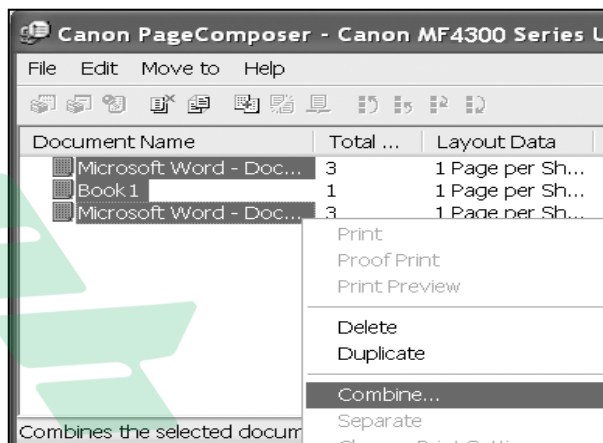 Canon PageComposer - Canon MF4300 Series U
File Edit Move to Help
Document Name Total ... Layout Data
Microsoft Word - Doc... 3 1 Page per Sh...
Book1 1 1 Page per Sh...
Microsoft Word - Doc... 3 1 Page per Sh...
Print
Proof Print
Print Preview
Delete
Duplicate
Combine...
Separate
Combines the selected docum